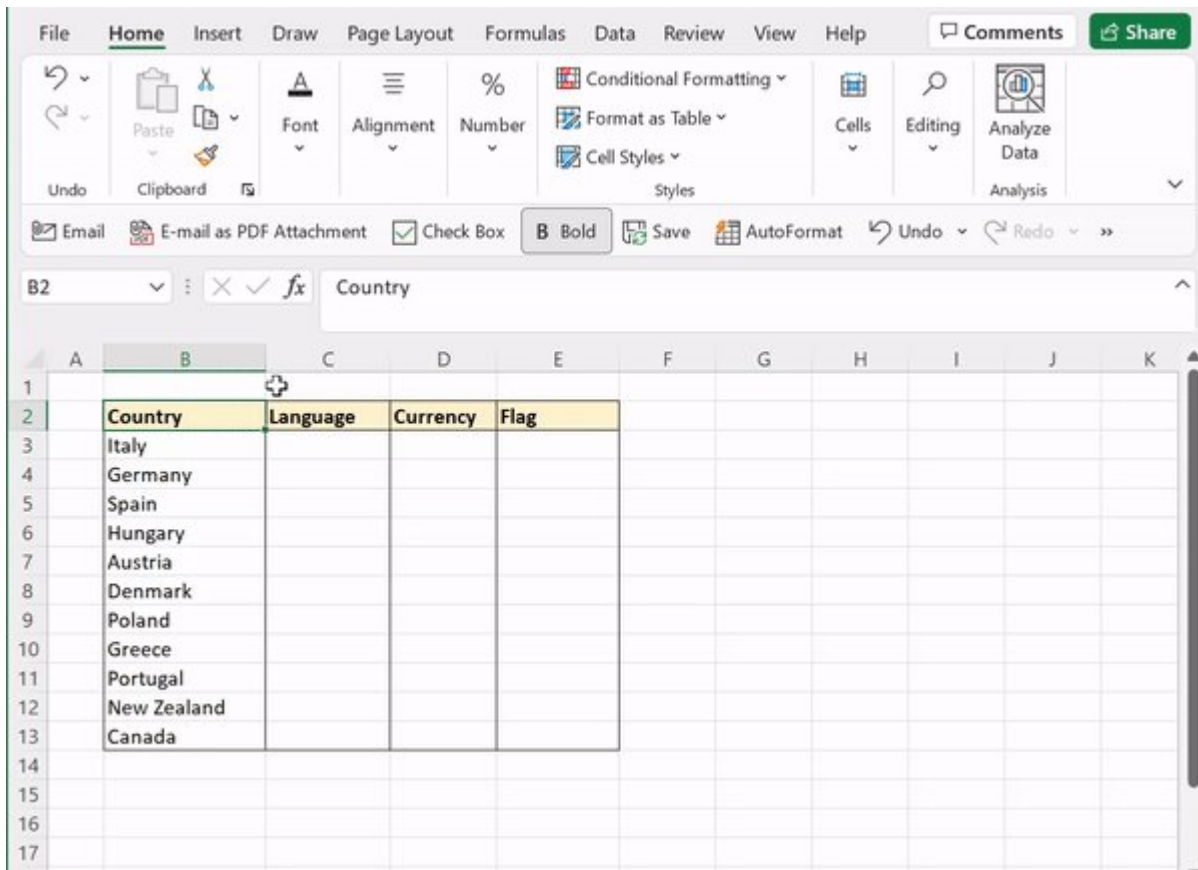 File Home Insert Draw Page Layout Formulas Data Review View Help Comments Share
Conditional Formatting
Format as Table
Cell Styles
Paste Font Alignment Number Cells Editing Analyze Data
Undo Clipboard Styles Analysis
Email E-mail as PDF Attachment Check Box B Bold Save AutoFormat Undo Redo
B2 fx Country
A B C D E F G H I J K
1
2 Country Language Currency Flag
3 Italy
4 Germany
5 Spain
6 Hungary
7 Austria
8 Denmark
9 Poland
10 Greece
11 Portugal
12 New Zealand
13 Canada
14
15
16
17